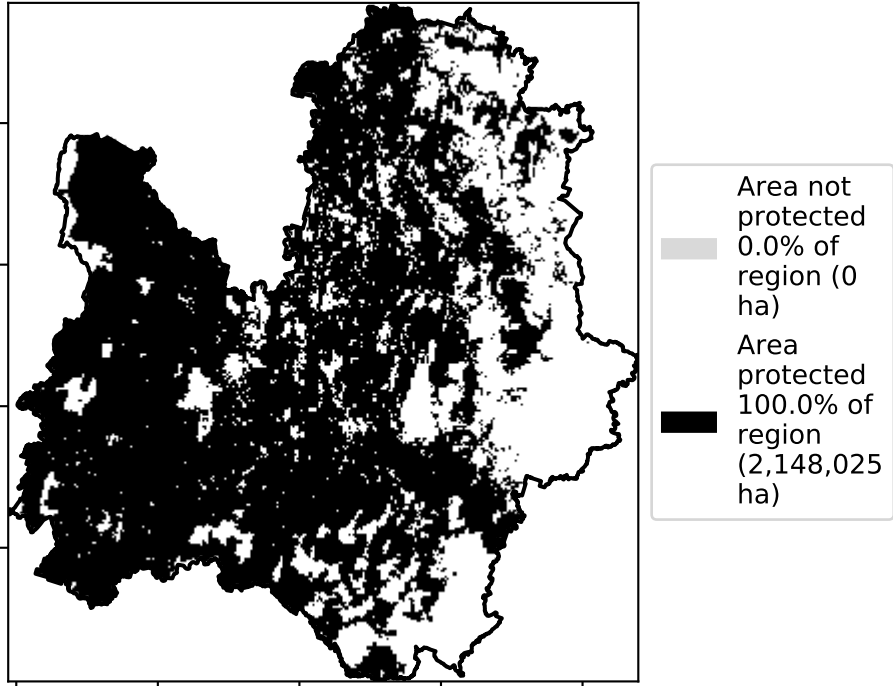 Area not
protected
0.0% of
region (0
ha)
Area
protected
100.0% of
region
(2,148,025
ha)